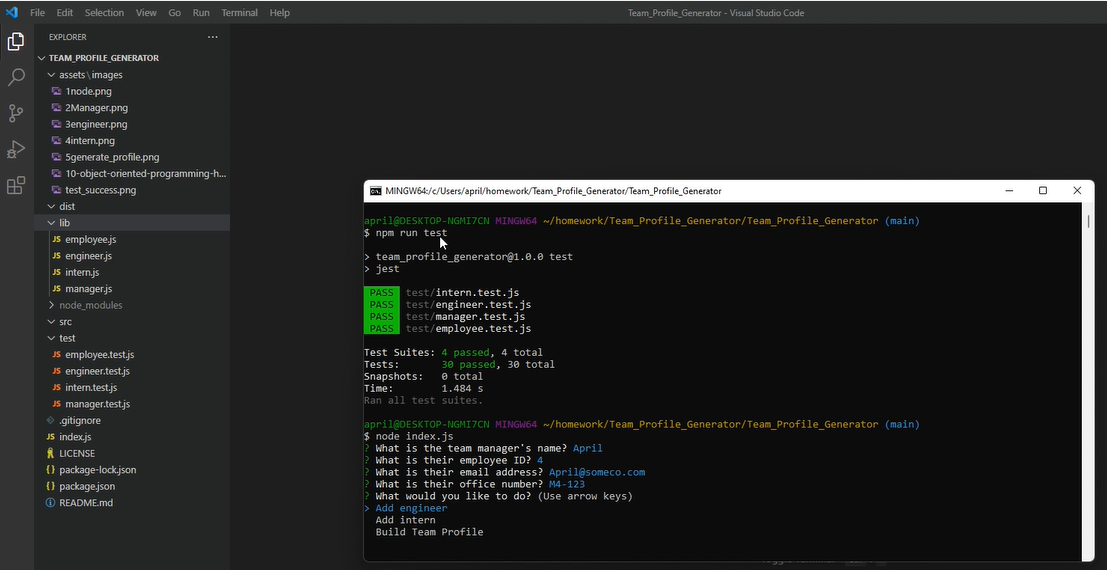 File Edit Selection View Go Run Terminal Help
Team_Profile_Generator - Visual Studio Code
EXPLORER ...
TEAM_PROFILE_GENERATOR
assets\images
1node.png
2Manager.png
3engineer.png
4intern.png
5generate_profile.png
10-object-oriented-programming-h...
test_success.png
dist
lib
JS employee.js
JS engineer.js
JS intern.js
JS manager.js
node_modules
src
test
JS employee.test.js
JS engineer.test.js
JS intern.test.js
JS manager.test.js
.gitignore
JS index.js
LICENSE
{} package-lock.json
{} package.json
README.md
MINGW64:/c/Users/april/homework/Team_Profile_Generator/Team_Profile_Generator
april@DESKTOP-NGMI7CN MINGW64 ~/homework/Team_Profile_Generator/Team_Profile_Generator (main)
$ npm run test
> team_profile_generator@1.0.0 test
> jest
PASS test/intern.test.js
PASS test/engineer.test.js
PASS test/manager.test.js
PASS test/employee.test.js
Test Suites: 4 passed, 4 total
Tests: 30 passed, 30 total
Snapshots: 0 total
Time: 1.484 s
Ran all test suites.
april@DESKTOP-NGMI7CN MINGW64 ~/homework/Team_Profile_Generator/Team_Profile_Generator (main)
$ node index.js
? What is the team manager's name? April
? What is their employee ID? 4
? What is their email address? April@someco.com
? What is their office number? M4-123
? What would you like to do? (Use arrow keys)
> Add engineer
Add intern
Build Team Profile